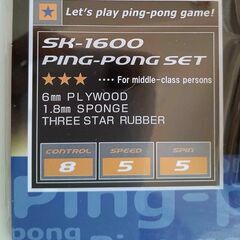 Let's play ping-pong game!
SK-1600
PING-PONG SET
★★★ ···· For middle-class persons
6mm PLYWOOD
1.8mm SPONGE
THREE STAR RUBBER
CONTROL SPEED SPIN
8 5 5
Ping-p
pong